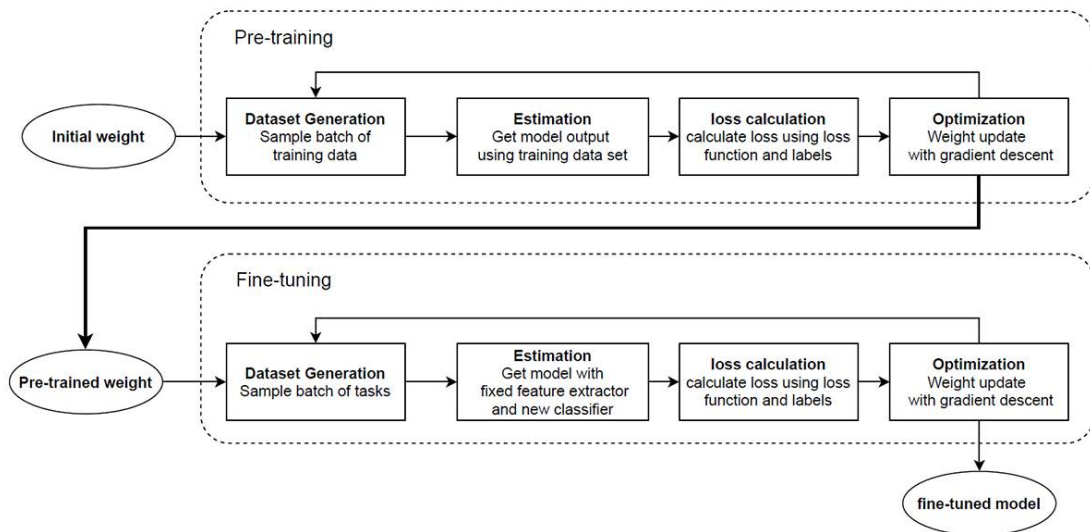 Pre-training
Initial weight
Dataset Generation
Sample batch of
training data
Estimation
Get model output
using training data set
loss calculation
calculate loss using loss
function and labels
Optimization
Weight update
with gradient descent
Fine-tuning
Pre-trained weight
Dataset Generation
Sample batch of tasks
Estimation
Get model with
fixed feature extractor
and new classifier
loss calculation
calculate loss using loss
function and labels
Optimization
Weight update
with gradient descent
fine-tuned model